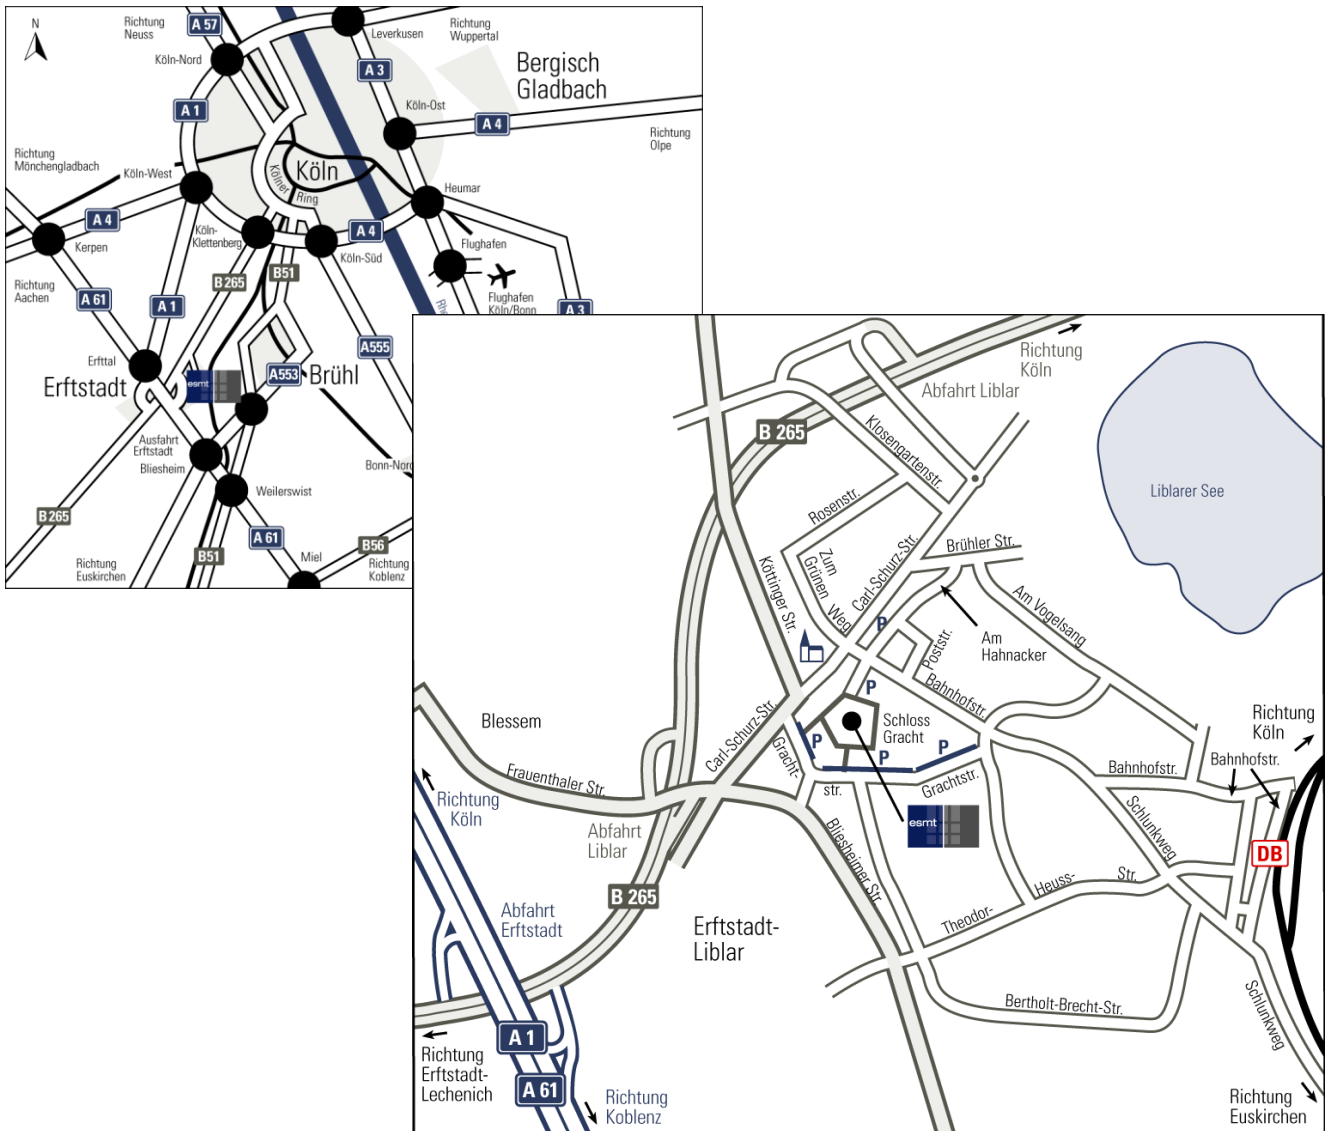 N
Richtung
Neuss
A 57
Leverkusen
Richtung
Wuppertal
Köln-Nord
A 3
Bergisch
Gladbach
A 1
Köln-Ost
A 4
Richtung
Olpe
Richtung
Mönchengladbach
Köln-West
Köln
Kölner
Ring
Heumar
A 4
Köln-
Klettenberg
A 4
Kerpen
Köln-Süd
Flughafen
Richtung
Aachen
A 61
A 1
B 265
B51
Flughafen
Köln/Bonn
A 3
Rhe
Erfttal
A555
Erftstadt
esmt
A553
Brühl
Ausfahrt
Erftstadt
Bliesheim
Bonn-Nord
Weilerswist
B 265
A 61
B51
Miel
B56
Richtung
Euskirchen
Richtung
Koblenz
Richtung
Köln
Abfahrt Liblar
B 265
Klosengartenstr.
Liblarer See
Rosenstr.
Zum
Grünen
Weg
Köttinger Str.
Carl-Schurz-Str.
Brühler Str.
Am Vogelsang
P
Am
Hahnacker
Poststr.
P
Bahnhofstr.
Blessem
Carl-Schurz-Str.
Schloss
Gracht
Richtung
Köln
P
P
P
Gracht-
str.
Grachtstr.
Bahnhofstr.
Bahnhofstr.
Frauenthaler Str.
Richtung
Köln
Abfahrt
Liblar
Bliesheimer Str.
esmt
Schlunkweg
DB
B 265
Abfahrt
Erftstadt
Erftstadt-
Liblar
Theodor-
Heuss-
Str.
Bertholt-Brecht-Str.
Schlunkweg
A 1
Richtung
Erftstadt-
Lechenich
A 61
Richtung
Koblenz
Richtung
Euskirchen